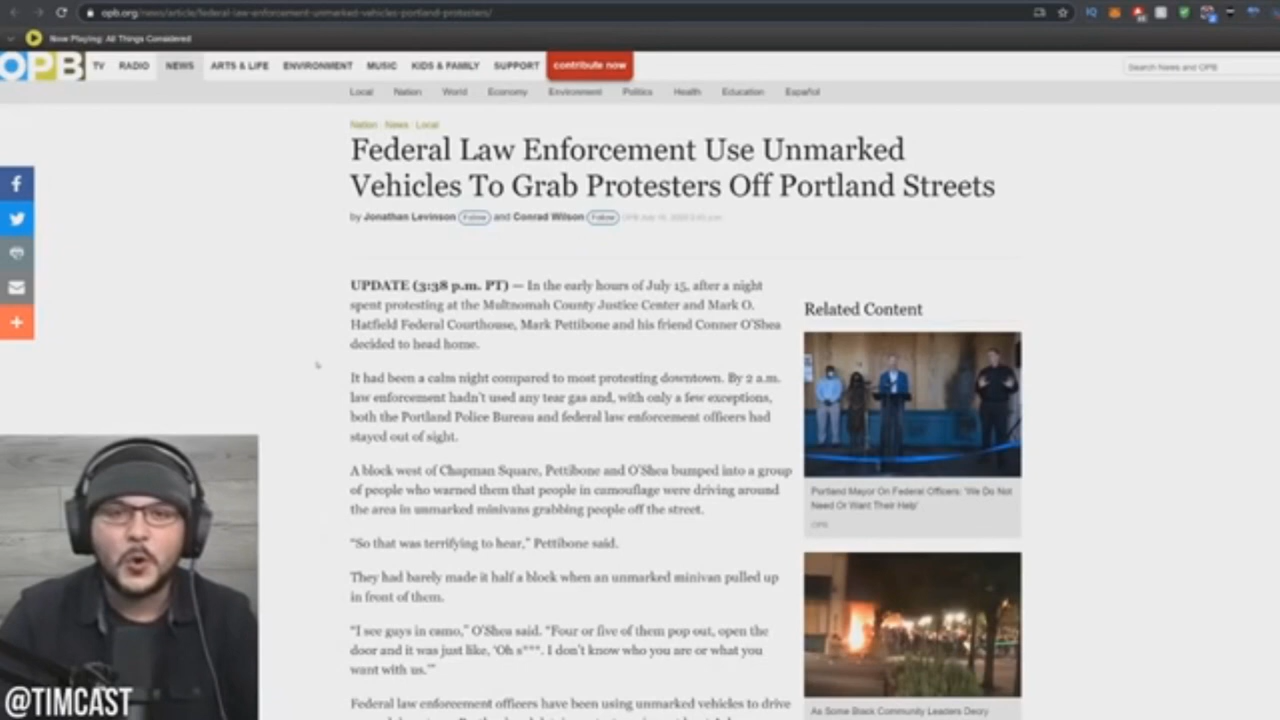 opb.org/news/article/federal-law-enforcement-unmarked-vehicles-portland-protesters/
Now Playing: All Things Considered
OPB TV RADIO NEWS ARTS & LIFE ENVIRONMENT MUSIC KIDS & FAMILY SUPPORT contribute now Search News and OPB
Local Nation World Economy Environment Politics Health Education Español
Nation News Local
Federal Law Enforcement Use Unmarked
Vehicles To Grab Protesters Off Portland Streets
by Jonathan Levinson Follow and Conrad Wilson Follow OPB July
UPDATE (3:38 p.m. PT) — In the early hours of July 15, after a night
spent protesting at the Multnomah County Justice Center and Mark O.
Hatfield Federal Courthouse, Mark Pettibone and his friend Conner O'Shea
decided to head home.
It had been a calm night compared to most protesting downtown. By 2 a.m.
law enforcement hadn't used any tear gas and, with only a few exceptions,
both the Portland Police Bureau and federal law enforcement officers had
stayed out of sight.
A block west of Chapman Square, Pettibone and O'Shea bumped into a group
of people who warned them that people in camouflage were driving around
the area in unmarked minivans grabbing people off the street.
"So that was terrifying to hear," Pettibone said.
They had barely made it half a block when an unmarked minivan pulled up
in front of them.
"I see guys in camo," O'Shea said. "Four or five of them pop out, open the
door and it was just like, 'Oh s***. I don't know who you are or what you
want with us.'"
Federal law enforcement officers have been using unmarked vehicles to drive
Related Content
Portland Mayor On Federal Officers: 'We Do Not
Need Or Want Their Help'
OPB
As Some Black Community Leaders Decry
@TIMCAST